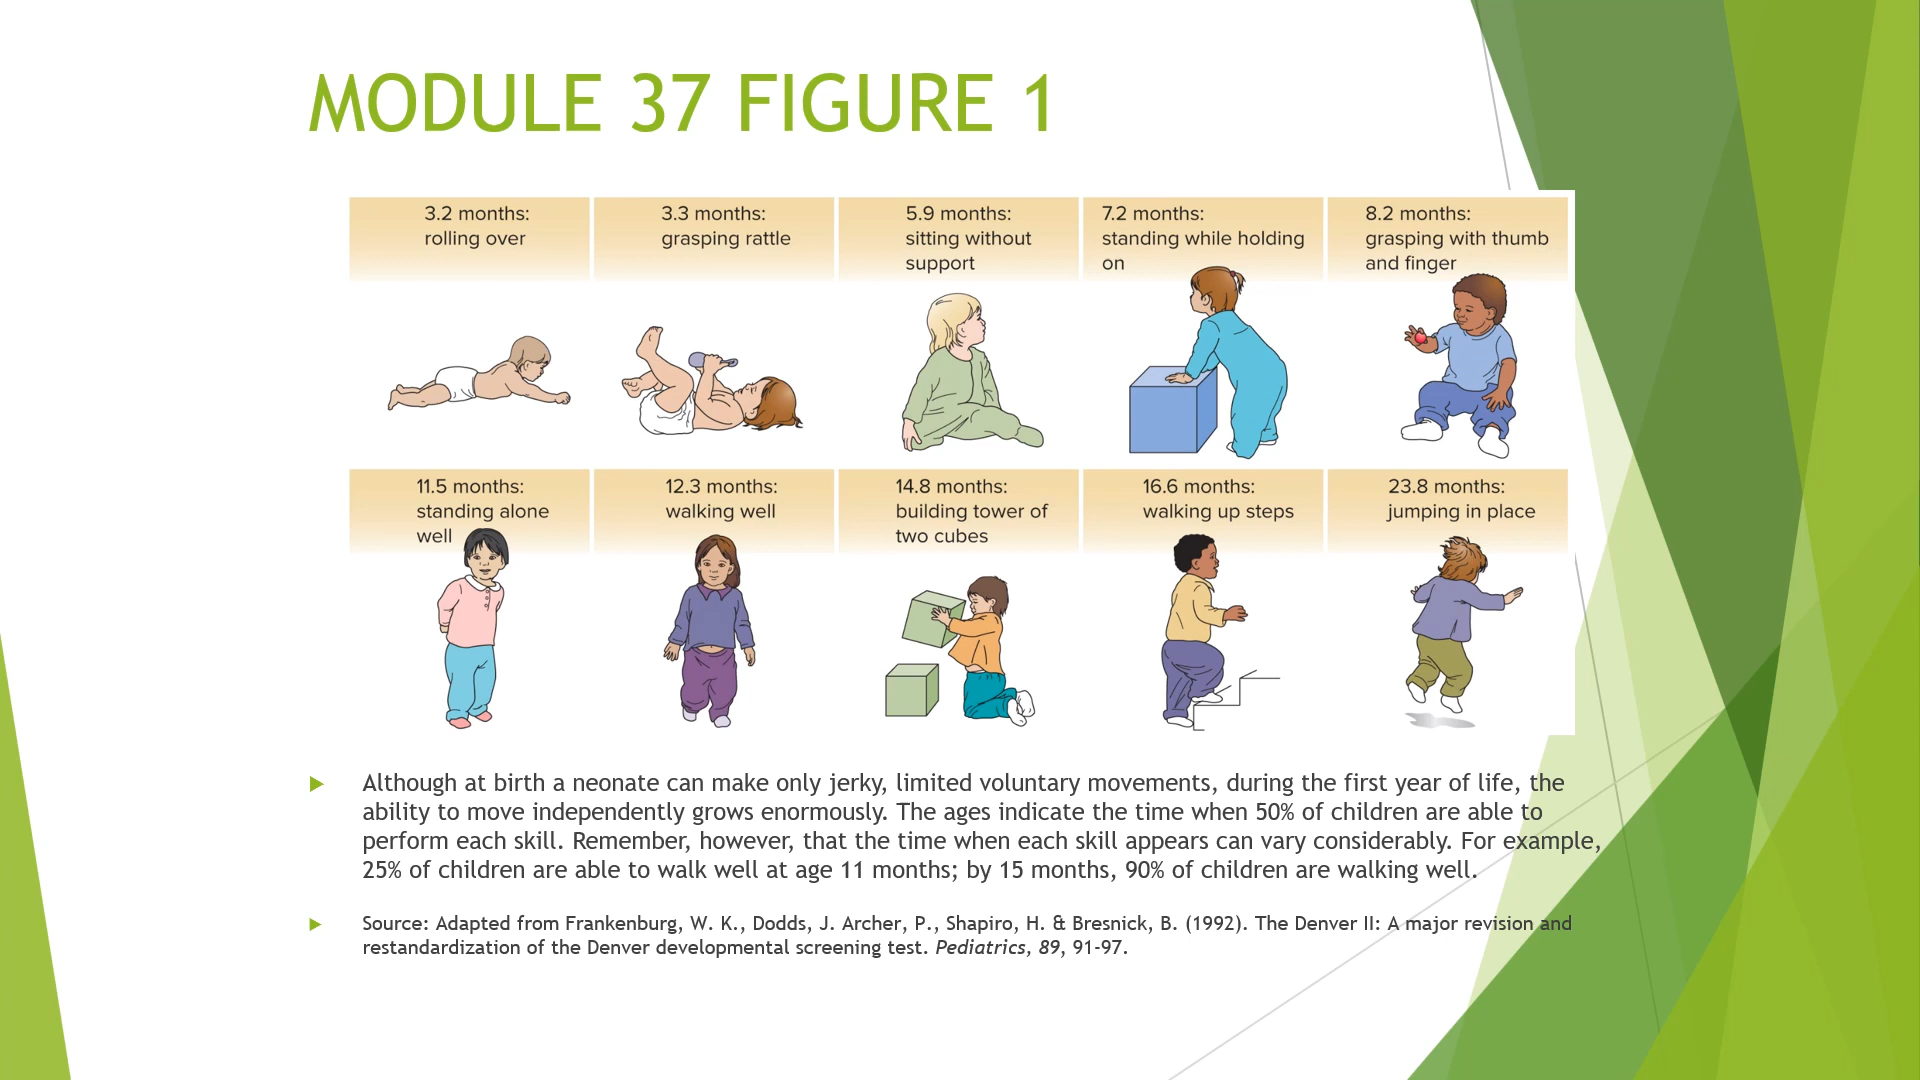 MODULE 37 FIGURE 1
3.2 months:
rolling over
3.3 months:
grasping rattle
5.9 months:
sitting without
support
7.2 months:
standing while holding
on
8.2 months:
grasping with thumb
and finger
11.5 months:
standing alone
well
12.3 months:
walking well
14.8 months:
building tower of
two cubes
16.6 months:
walking up steps
23.8 months:
jumping in place
Although at birth a neonate can make only jerky, limited voluntary movements, during the first year of life, the
ability to move independently grows enormously. The ages indicate the time when 50% of children are able to
perform each skill. Remember, however, that the time when each skill appears can vary considerably. For example,
25% of children are able to walk well at age 11 months; by 15 months, 90% of children are walking well.
Source: Adapted from Frankenburg, W. K., Dodds, J. Archer, P., Shapiro, H. & Bresnick, B. (1992). The Denver II: A major revision and
restandardization of the Denver developmental screening test. Pediatrics, 89, 91-97.